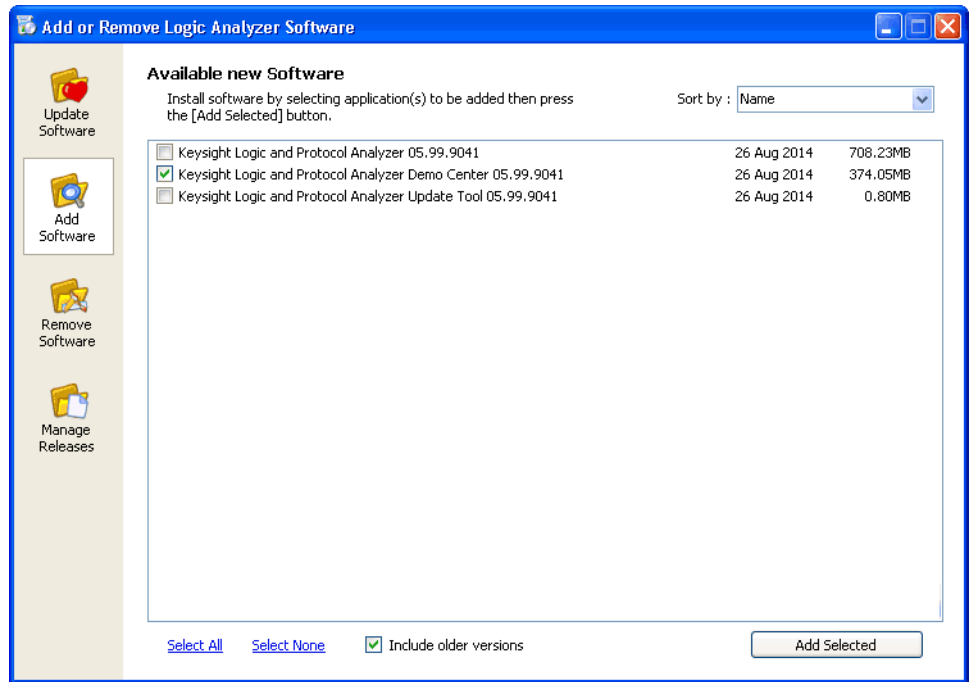 Add or Remove Logic Analyzer Software
Update
Software
Add
Software
Remove
Software
Manage
Releases
Available new Software
Install software by selecting application(s) to be added then press
the [Add Selected] button.
Sort by : Name
Keysight Logic and Protocol Analyzer 05.99.9041 26 Aug 2014 708.23MB
Keysight Logic and Protocol Analyzer Demo Center 05.99.9041 26 Aug 2014 374.05MB
Keysight Logic and Protocol Analyzer Update Tool 05.99.9041 26 Aug 2014 0.80MB
Select All Select None Include older versions Add Selected